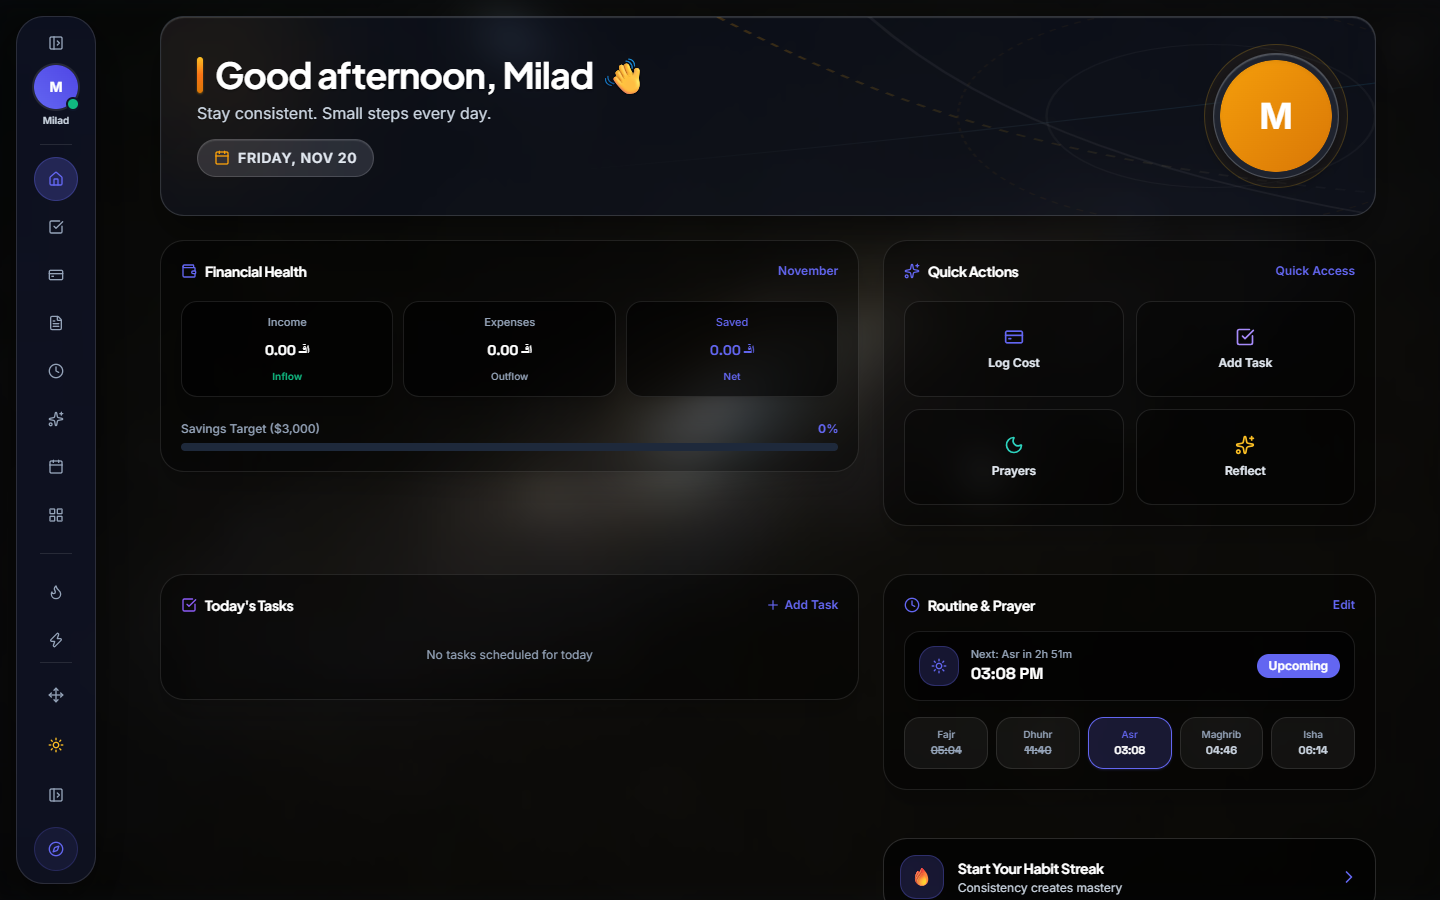 M
Milad
Good afternoon, Milad 👋
Stay consistent. Small steps every day.
FRIDAY, NOV 20
M
Financial Health
November
Income
0.00
Inflow
Expenses
0.00
Outflow
Saved
0.00
Net
Savings Target ($3,000)
0%
Quick Actions
Quick Access
Log Cost
Add Task
Prayers
Reflect
Today's Tasks
+ Add Task
No tasks scheduled for today
Routine & Prayer
Edit
Next: Asr in 2h 51m
03:08 PM
Upcoming
Fajr
05:04
Dhuhr
11:40
Asr
03:08
Maghrib
04:46
Isha
06:14
Start Your Habit Streak
Consistency creates mastery